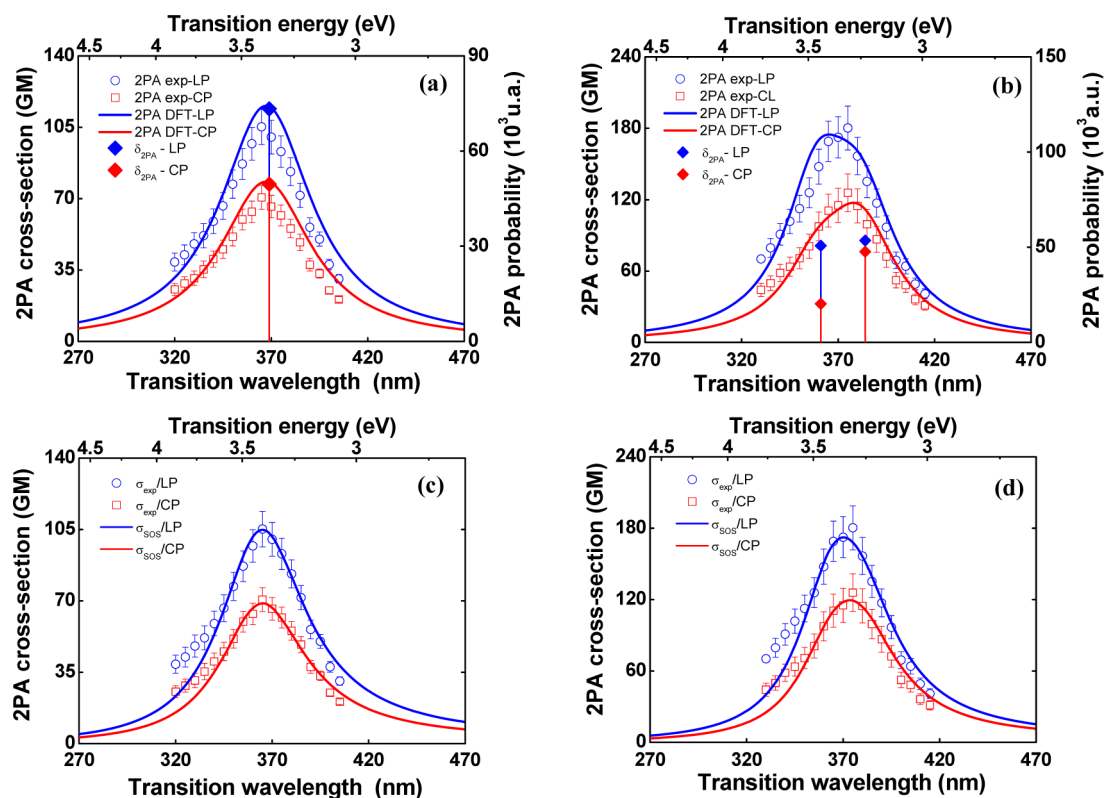 Transition energy (eV)
4.5 4 3.5 3
140 90
105 60
70 30
35 0
0
2PA cross-section (GM)
2PA probability (10³u.a.)
(a)
2PA exp-LP
2PA exp-CP
2PA DFT-LP
2PA DFT-CP
δ2PA - LP
δ2PA - CP
270 320 370 420 470
Transition wavelength (nm)
Transition energy (eV)
4.5 4 3.5 3
240 150
180 100
120 50
60 0
0
2PA cross-section (GM)
2PA probability (10³a.u.)
(b)
2PA exp-LP
2PA exp-CL
2PA DFT-LP
2PA DFT-CP
δ2PA - LP
δ2PA - CP
270 320 370 420 470
Transition wavelength (nm)
Transition energy (eV)
4.5 4 3.5 3
140
105
70
35
0
2PA cross-section (GM)
(c)
σexp/LP
σexp/CP
σSOS/LP
σSOS/CP
270 320 370 420 470
Transition wavelength (nm)
Transition energy (eV)
4.5 4 3.5 3
240
180
120
60
0
2PA cross-section (GM)
(d)
σexp/LP
σexp/CP
σSOS/LP
σSOS/CP
270 320 370 420 470
Transition wavelength (nm)